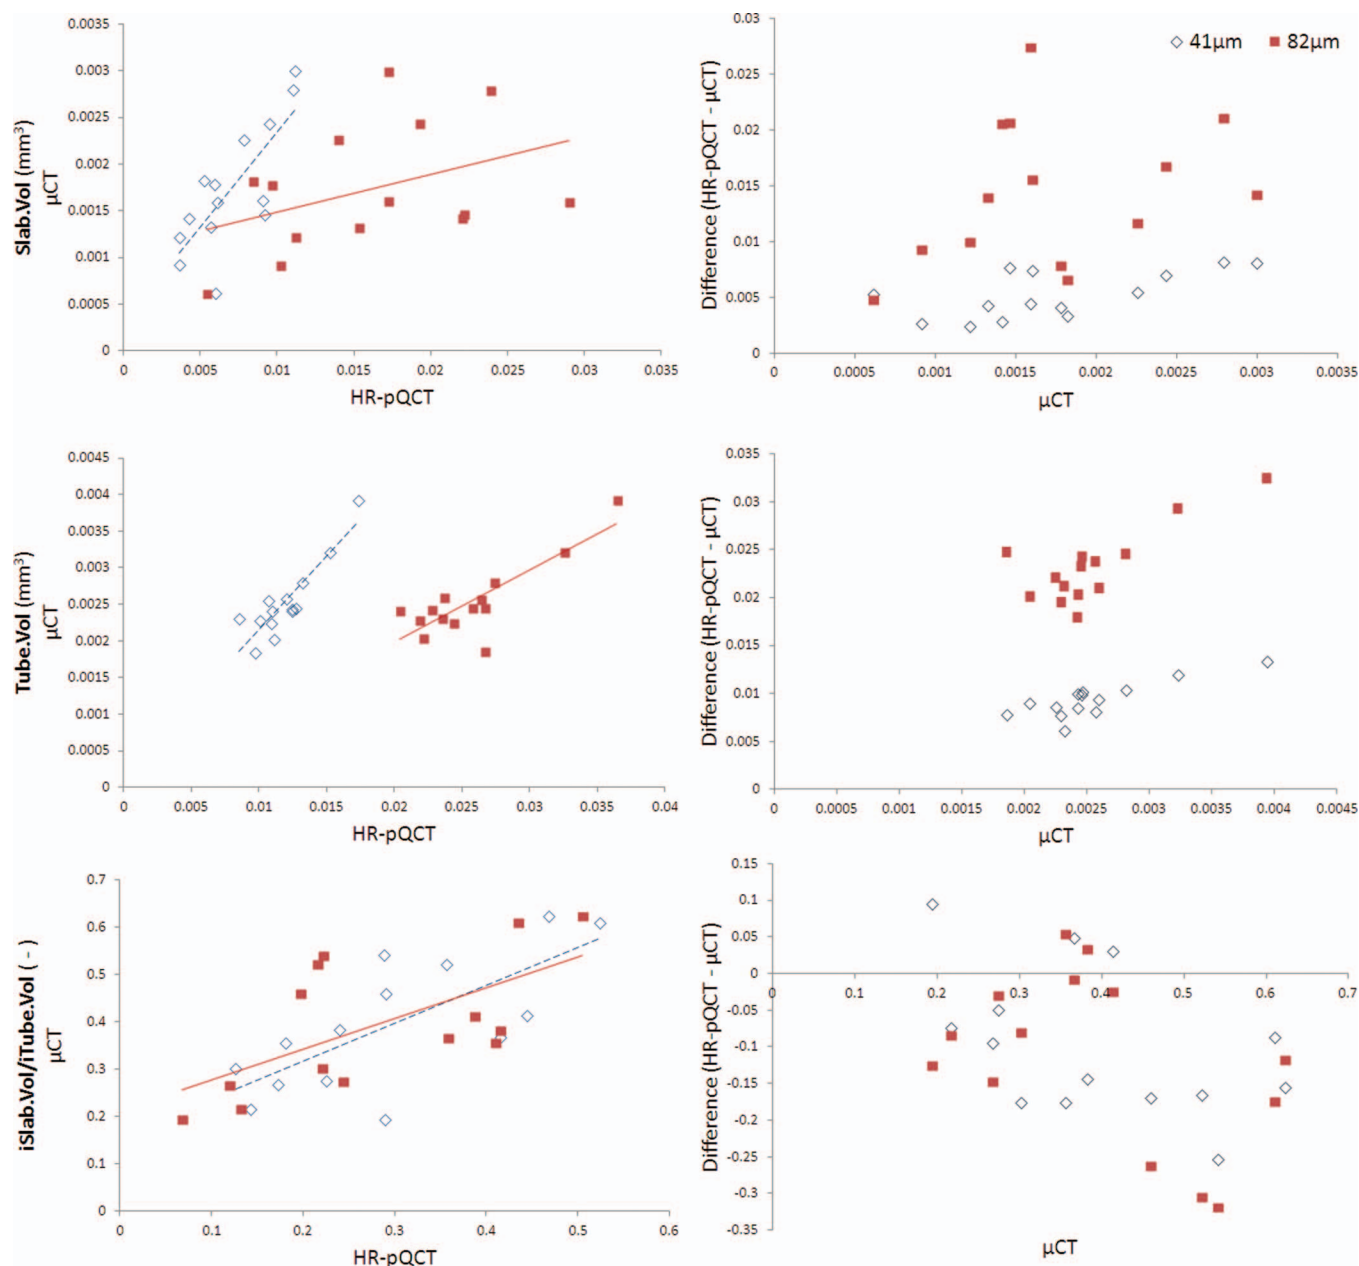 0.0035
0.003
0.0025
0.002
0.0015
0.001
0.0005
0
Slab.Vol (mm³)
µCT
0 0.005 0.01 0.015 0.02 0.025 0.03 0.035
HR-pQCT
0.03
0.025
0.02
0.015
0.01
0.005
0
Difference (HR-pQCT - µCT)
41µm 82µm
0 0.0005 0.001 0.0015 0.002 0.0025 0.003 0.0035
µCT
0.0045
0.004
0.0035
0.003
0.0025
0.002
0.0015
0.001
0.0005
0
Tube.Vol (mm³)
µCT
0 0.005 0.01 0.015 0.02 0.025 0.03 0.035 0.04
HR-pQCT
0.035
0.03
0.025
0.02
0.015
0.01
0.005
0
Difference (HR-pQCT - µCT)
0 0.0005 0.001 0.0015 0.002 0.0025 0.003 0.0035 0.004 0.0045
µCT
0.7
0.6
0.5
0.4
0.3
0.2
0.1
0
iSlab.Vol/iTube.Vol ( - )
µCT
0 0.1 0.2 0.3 0.4 0.5 0.6
HR-pQCT
0.15
0.1
0.05
0
-0.05
-0.1
-0.15
-0.2
-0.25
-0.3
-0.35
Difference (HR-pQCT - µCT)
0 0.1 0.2 0.3 0.4 0.5 0.6 0.7
µCT